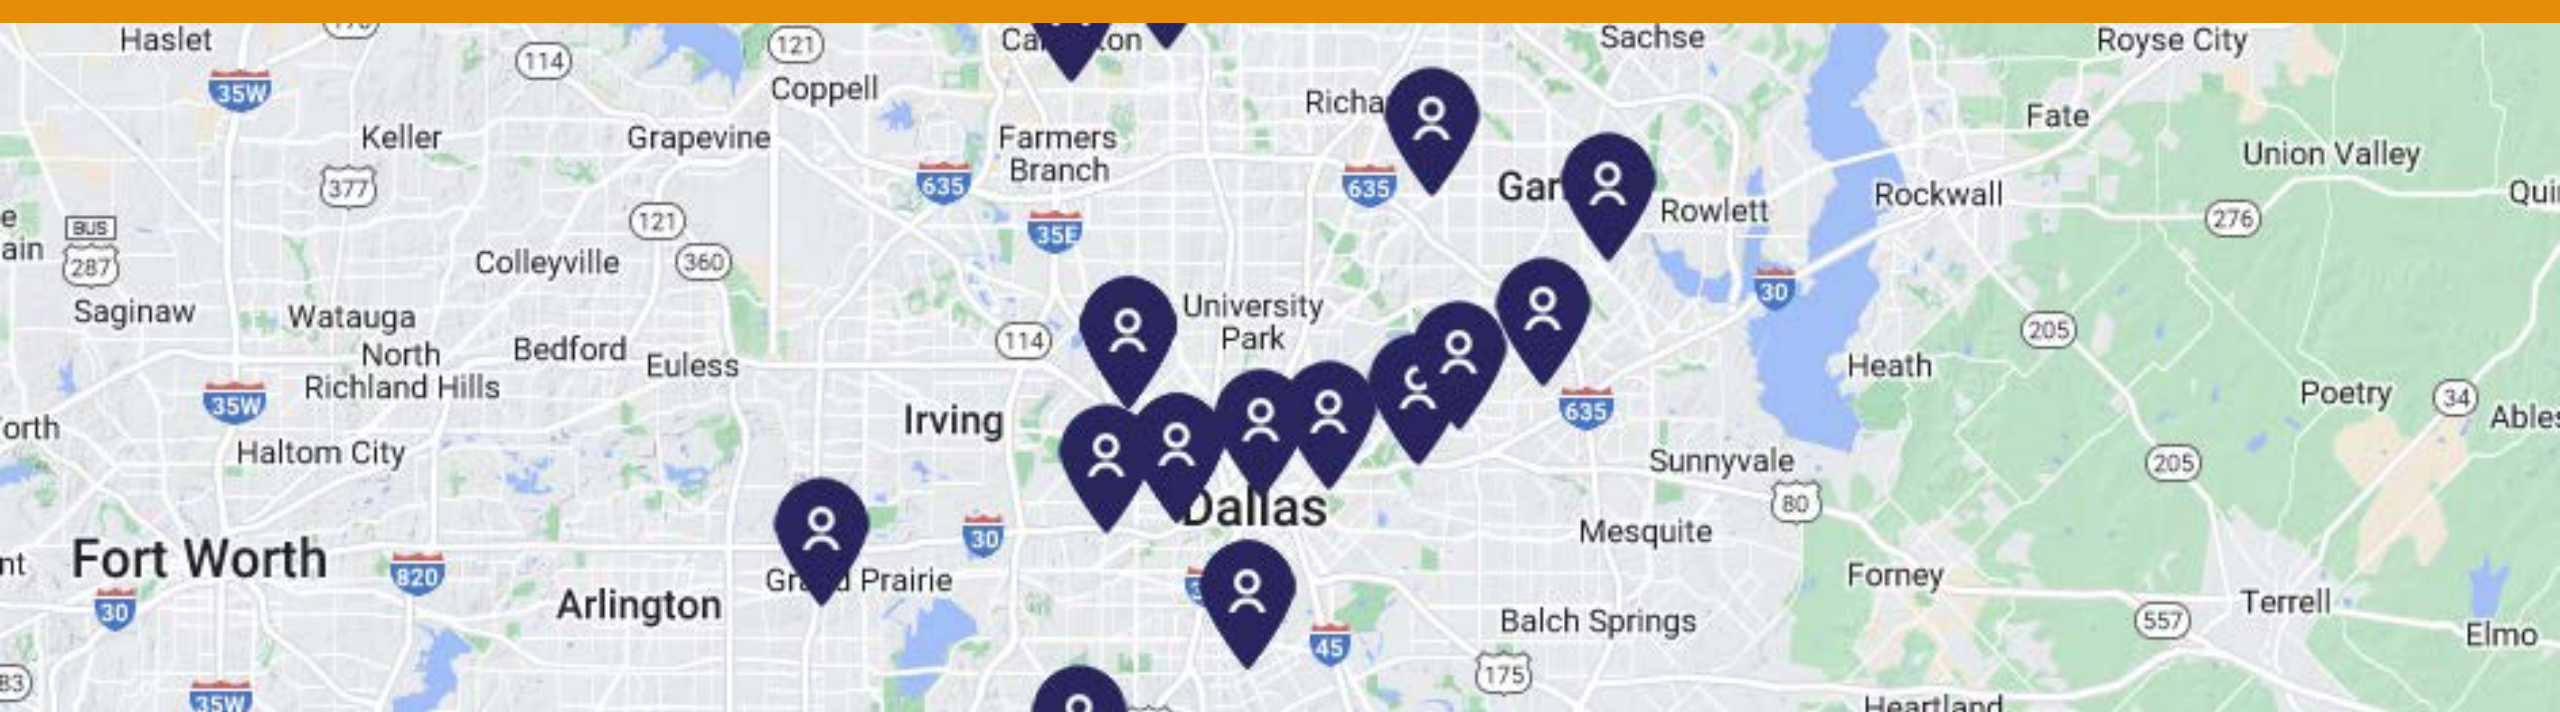 Haslet
114
121
Sachse
Royse City
35W
Coppell
Fate
Keller
Grapevine
Farmers
Branch
Union Valley
377
635
635
Rockwall
121
Rowlett
276
BUS
287
35E
Colleyville
360
30
Saginaw
Watauga
University
Park
205
114
North
Richland Hills
Bedford
Euless
Heath
35W
Irving
635
Poetry
34
Haltom City
Sunnyvale
205
80
Dallas
Mesquite
30
Fort Worth
820
Prairie
Forney
30
Arlington
Terrell
Balch Springs
557
45
Elmo
175
35W
Heartland